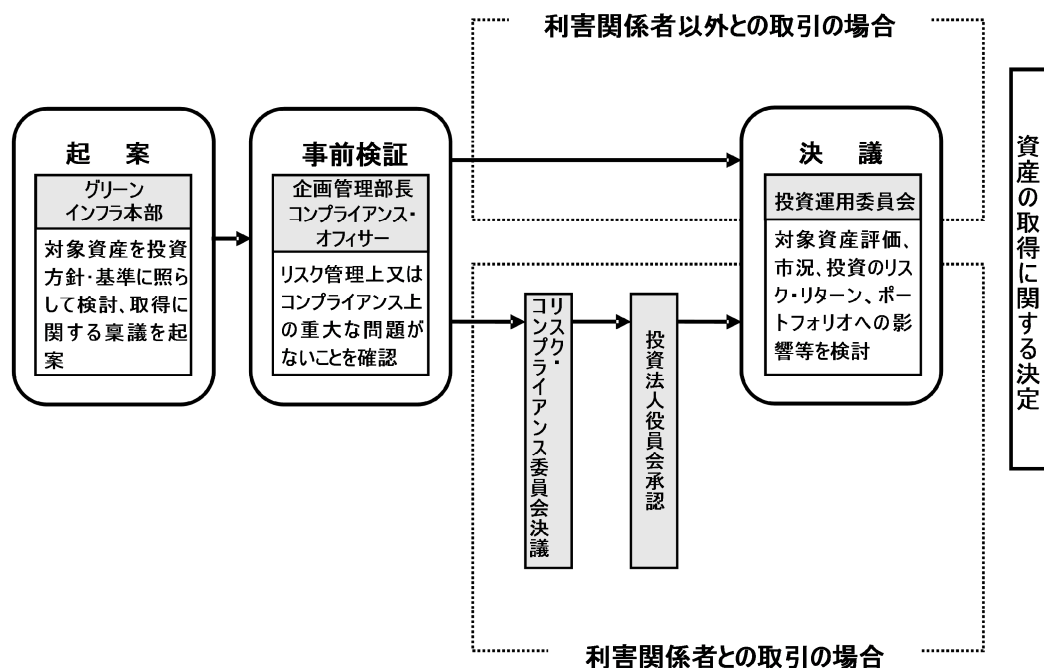 利害関係者以外との取引の場合
起　案
グリーン
インフラ本部
対象資産を投資
方針・基準に照ら
して検討、取得に
関する稟議を起
案
事前検証
企画管理部長
コンプライアンス・
オフィサー
リスク管理上又は
コンプライアンス上
の重大な問題が
ないことを確認
リスク・
コンプライアンス委員会決議
投資法人役員会承認
決　議
投資運用委員会
対象資産評価、
市況、投資のリス
ク・リターン、ポー
トフォリオへの影
響等を検討
資産の取得に関する決定
利害関係者との取引の場合